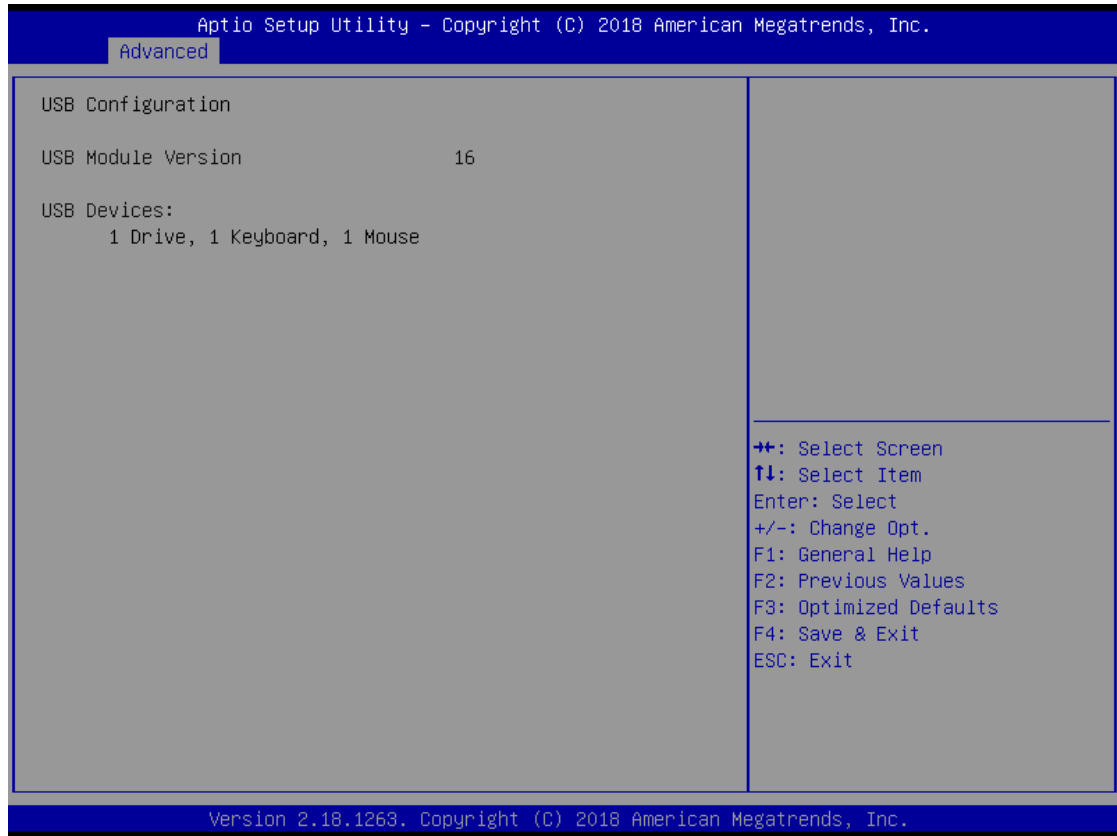 Aptio Setup Utility – Copyright (C) 2018 American Megatrends, Inc.
Advanced
USB Configuration
USB Module Version 16
USB Devices:
1 Drive, 1 Keyboard, 1 Mouse
→←: Select Screen
↑↓: Select Item
Enter: Select
+/-: Change Opt.
F1: General Help
F2: Previous Values
F3: Optimized Defaults
F4: Save & Exit
ESC: Exit
Version 2.18.1263. Copyright (C) 2018 American Megatrends, Inc.